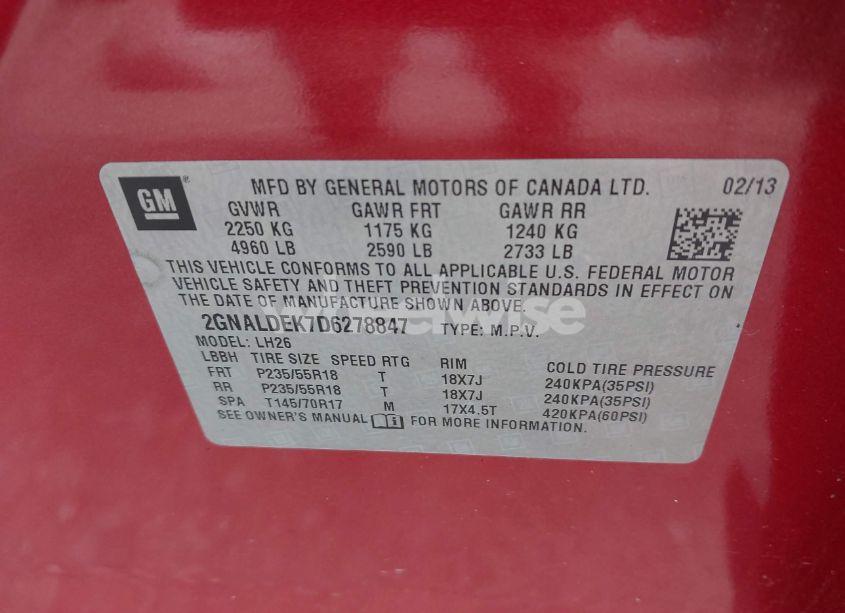 GM
MFD BY GENERAL MOTORS OF CANADA LTD. 02/13
GVWR GAWR FRT GAWR RR
2250 KG 1175 KG 1240 KG
4960 LB 2590 LB 2733 LB
THIS VEHICLE CONFORMS TO ALL APPLICABLE U.S. FEDERAL MOTOR
VEHICLE SAFETY AND THEFT PREVENTION STANDARDS IN EFFECT ON
THE DATE OF MANUFACTURE SHOWN ABOVE.
2GNALDEK7D6278847 TYPE: M.P.V.
MODEL: LH26
LBBH TIRE SIZE SPEED RTG RIM COLD TIRE PRESSURE
FRT P235/55R18 T 18X7J 240KPA(35PSI)
RR P235/55R18 T 18X7J 240KPA(35PSI)
SPA T145/70R17 M 17X4.5T 420KPA(60PSI)
SEE OWNER'S MANUAL FOR MORE INFORMATION.